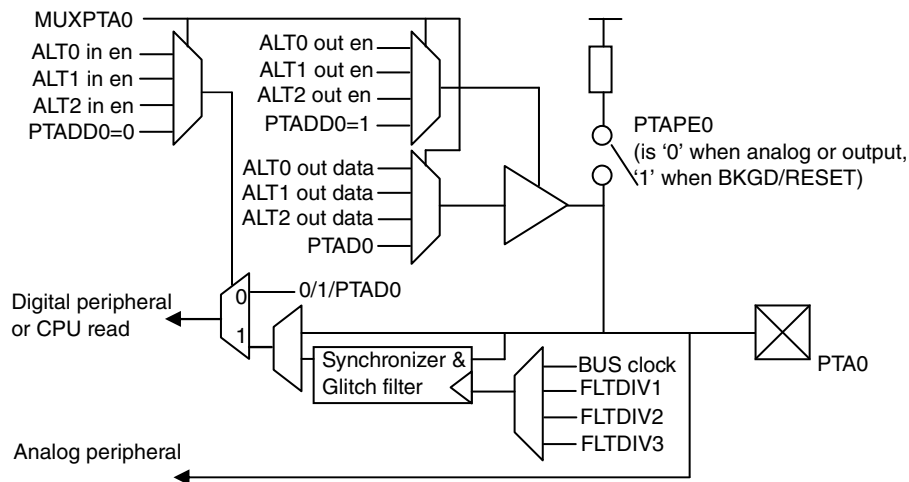 MUXPTA0
ALT0 in en
ALT1 in en
ALT2 in en
PTADD0=0
ALT0 out en
ALT1 out en
ALT2 out en
PTADD0=1
ALT0 out data
ALT1 out data
ALT2 out data
PTAD0
PTAPE0
(is ‘0’ when analog or output,
‘1’ when BKGD/RESET)
0
0/1/PTAD0
Digital peripheral
or CPU read
1
Synchronizer &
Glitch filter
BUS clock
FLTDIV1
FLTDIV2
FLTDIV3
PTA0
Analog peripheral